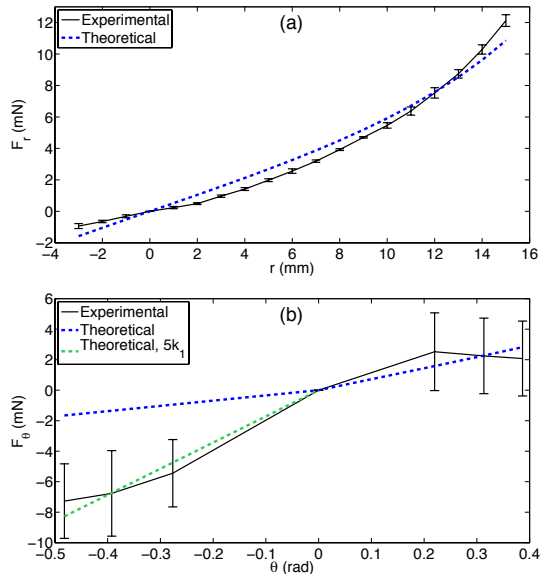 (a)
Experimental
Theoretical
12
10
8
6
4
2
0
−2
F_r (mN)
−4 −2 0 2 4 6 8 10 12 14 16
r (mm)
(b)
Experimental
Theoretical
Theoretical, 5k_1
6
4
2
0
−2
−4
−6
−8
−10
F_θ (mN)
−0.5 −0.4 −0.3 −0.2 −0.1 0 0.1 0.2 0.3 0.4
θ (rad)